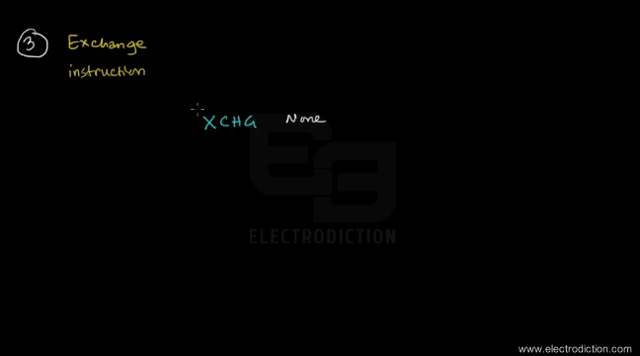 3 Exchange
instruction
XCHG None
ELECTRODICTION
www.electrodiction.com